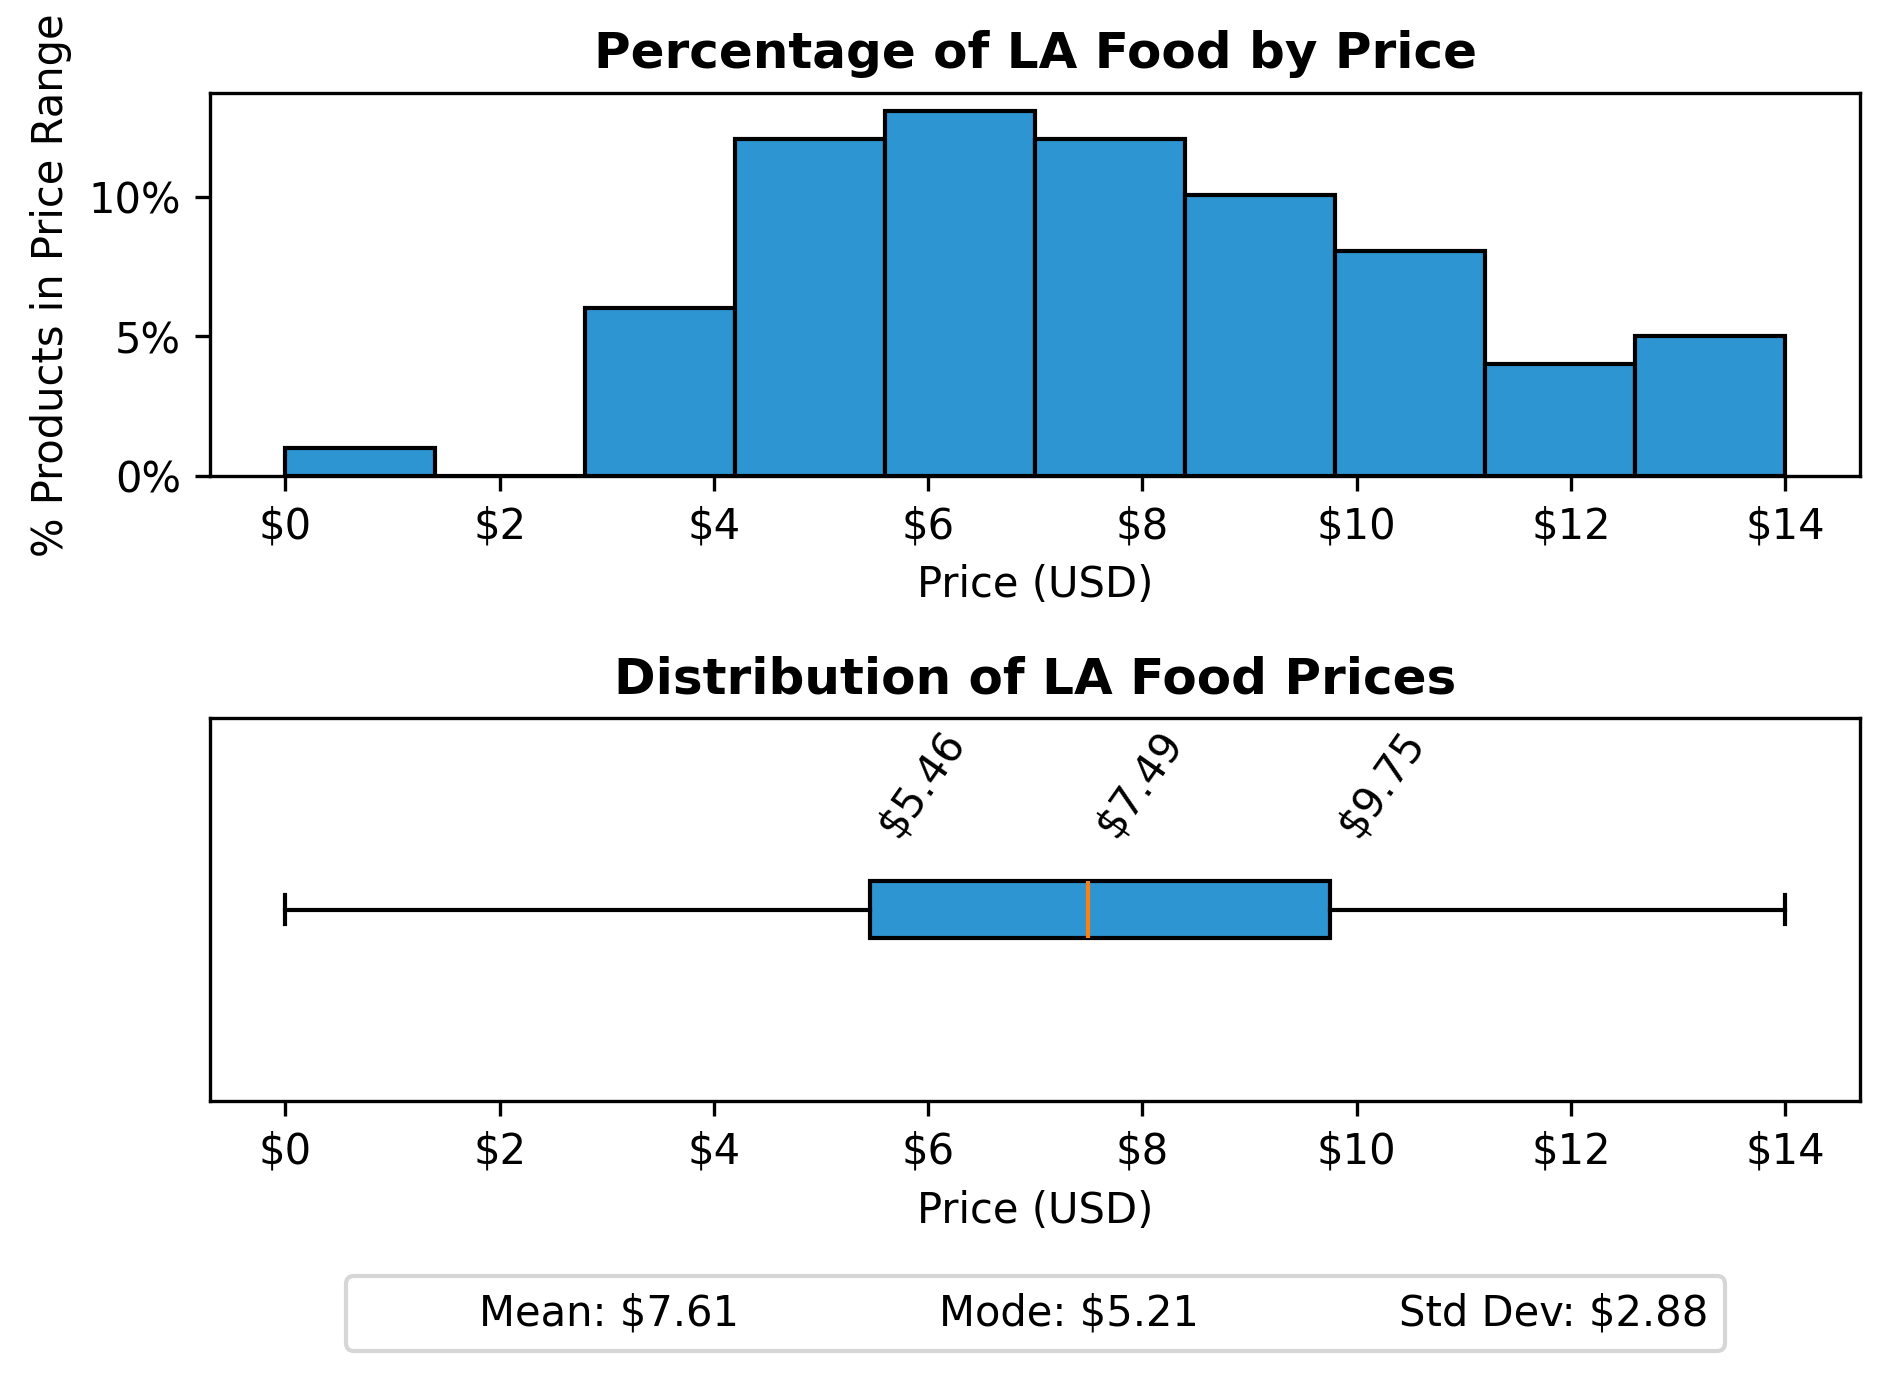 Percentage of LA Food by Price
% Products in Price Range
10%
5%
0%
$0 $2 $4 $6 $8 $10 $12 $14
Price (USD)
Distribution of LA Food Prices
$5.46 $7.49 $9.75
$0 $2 $4 $6 $8 $10 $12 $14
Price (USD)
Mean: $7.61 Mode: $5.21 Std Dev: $2.88